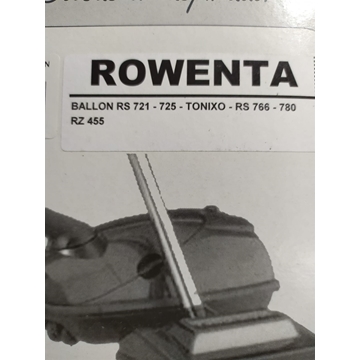 ROWENTA
BALLON RS 721 - 725 - TONIXO - RS 766 - 780
RZ 455